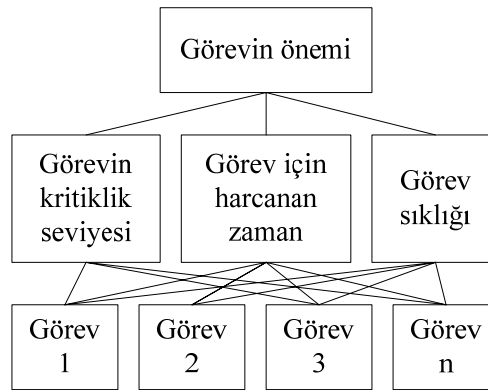 Görevin önemi
Görevin
kritiklik
seviyesi
Görev için
harcanan
zaman
Görev
sıklığı
Görev
1
Görev
2
Görev
3
Görev
n